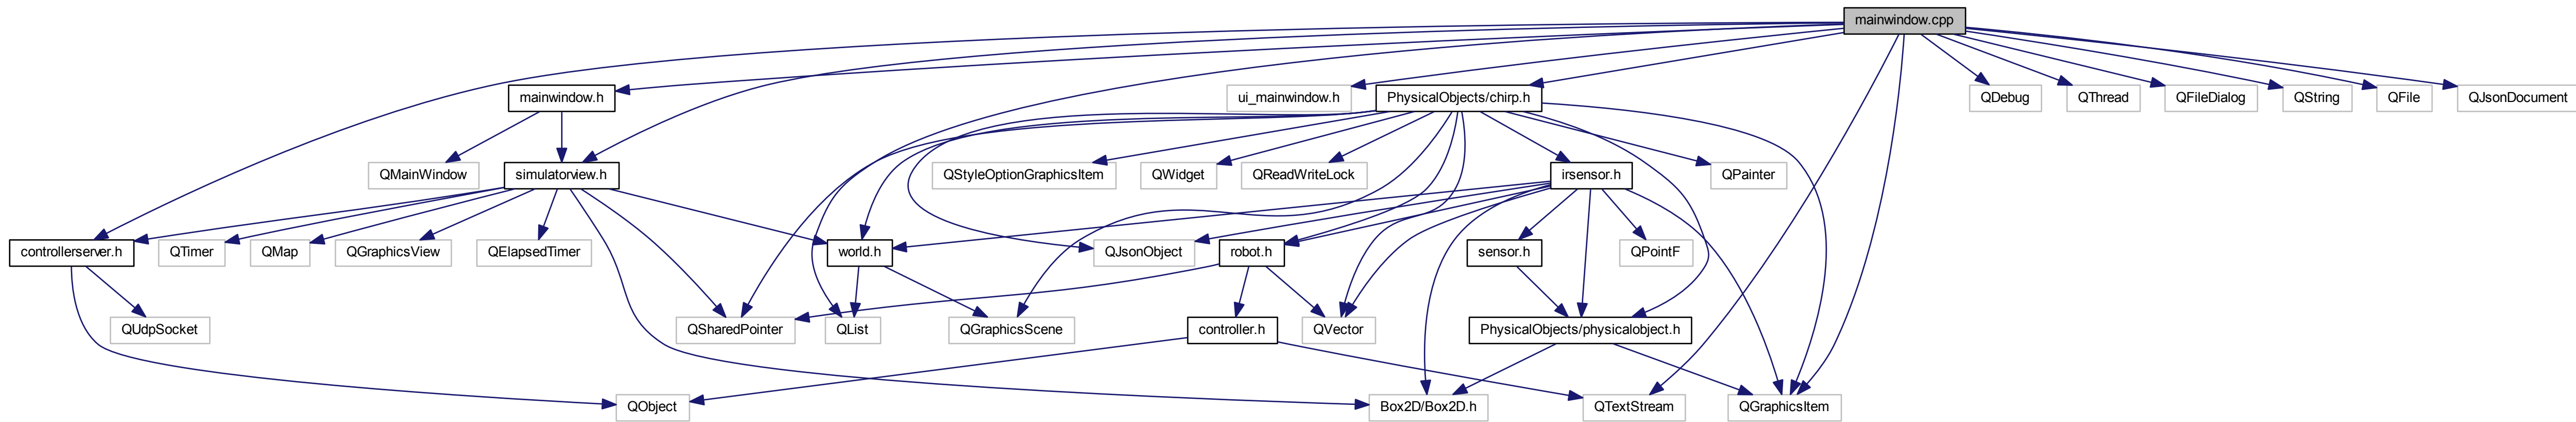 mainwindow.cpp
mainwindow.h
ui_mainwindow.h
PhysicalObjects/chirp.h
QDebug
QThread
QFileDialog
QString
QFile
QJsonDocument
QMainWindow
simulatorview.h
QStyleOptionGraphicsItem
QWidget
QReadWriteLock
irsensor.h
QPainter
controllerserver.h
QTimer
QMap
QGraphicsView
QElapsedTimer
world.h
QJsonObject
robot.h
sensor.h
QPointF
QUdpSocket
QSharedPointer
QList
QGraphicsScene
controller.h
QVector
PhysicalObjects/physicalobject.h
QObject
Box2D/Box2D.h
QTextStream
QGraphicsItem